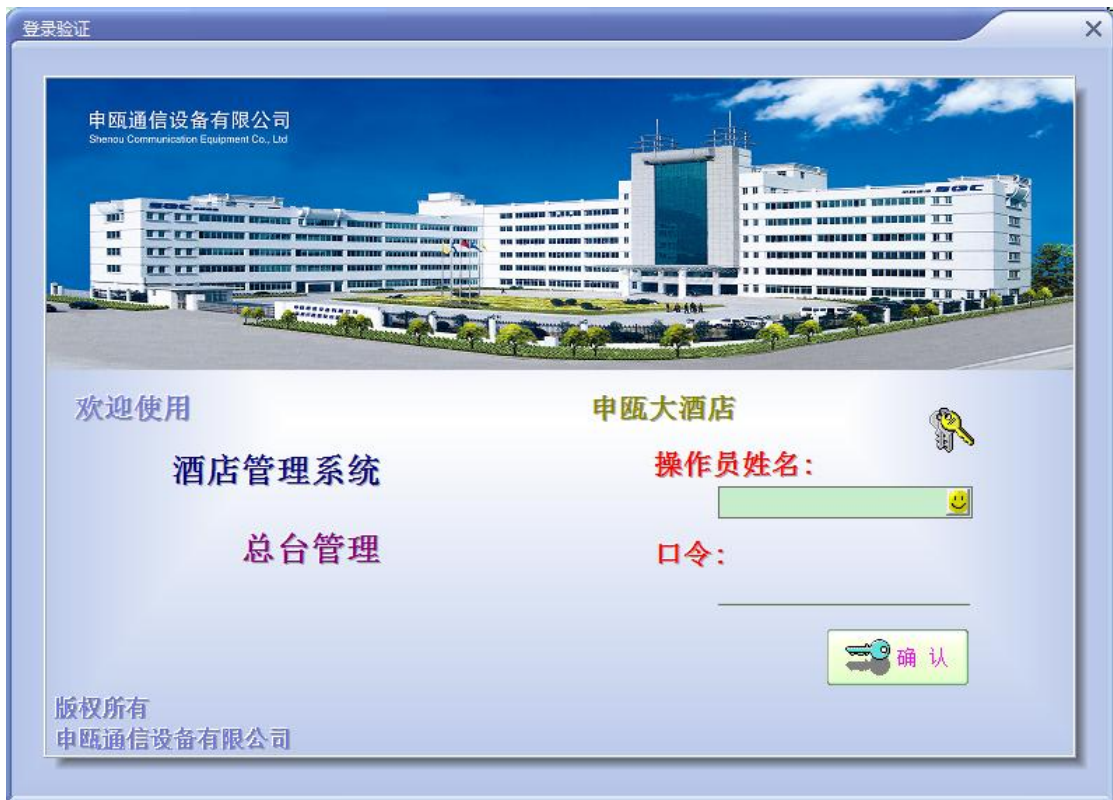 登录验证
申瓯通信设备有限公司
Shenou Communication Equipment Co., Ltd
欢迎使用
申瓯大酒店
酒店管理系统
操作员姓名：
总台管理
口令：
确 认
版权所有
申瓯通信设备有限公司